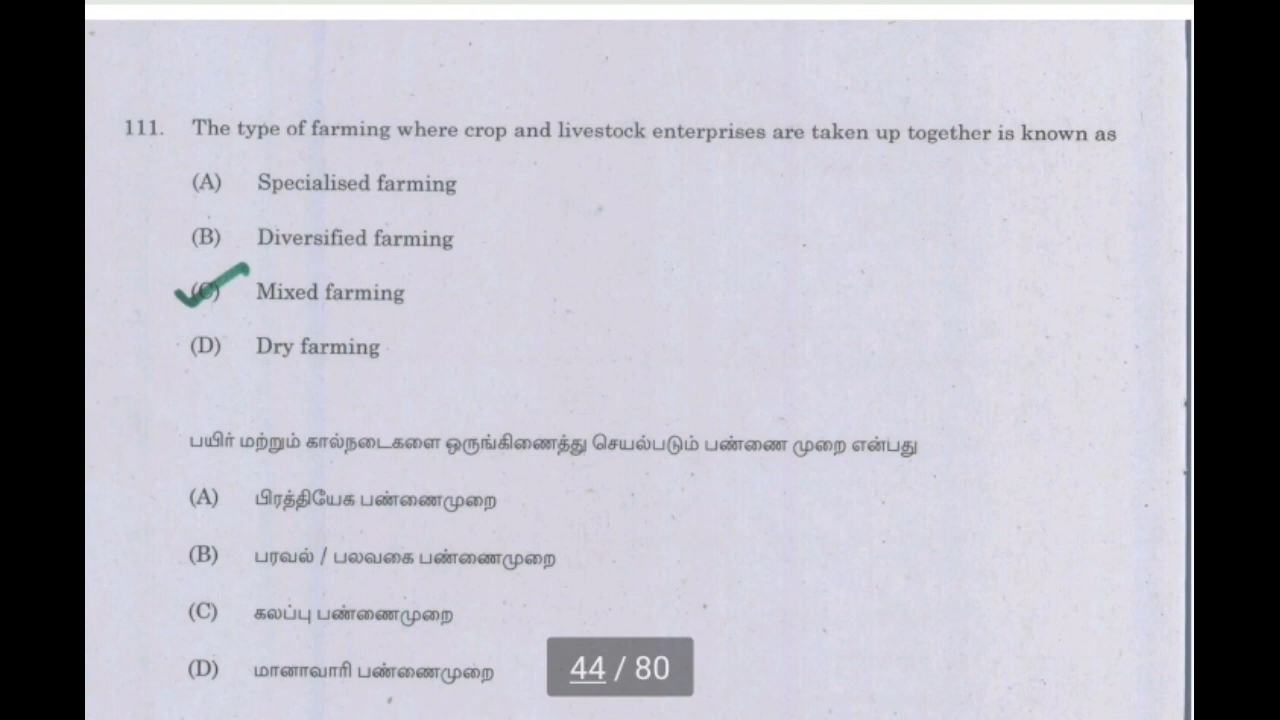 111. The type of farming where crop and livestock enterprises are taken up together is known as
(A) Specialised farming
(B) Diversified farming
(C) Mixed farming
(D) Dry farming
பயிர் மற்றும் கால்நடைகளை ஒருங்கிணைத்து செயல்படும் பண்ணை முறை என்பது
(A) பிரத்தியேக பண்ணைமுறை
(B) பரவல் / பலவகை பண்ணைமுறை
(C) கலப்பு பண்ணைமுறை
(D) மானாவாரி பண்ணைமுறை
44 / 80